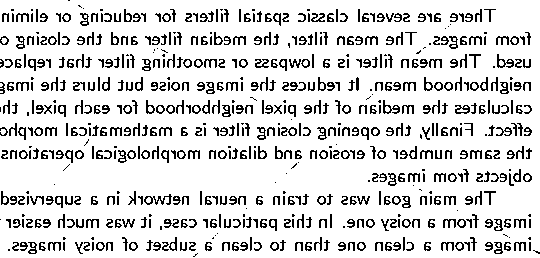 There are several classic spatial filters for reducing or elimin
from images. The mean filter, the median filter and the closing o
used. The mean filter is a lowpass or smoothing filter that replace
neighborhood mean. It reduces the image noise but blurs the imag
calculates the median of the pixel neighborhood for each pixel, the
effect. Finally, the opening closing filter is a mathematical morpho
the same number of erosion and dilation morphological operations
objects from images.
The main goal was to train a neural network in a supervised
image from a noisy one. In this particular case, it was much easier
image from a clean one than to clean a subset of noisy images.